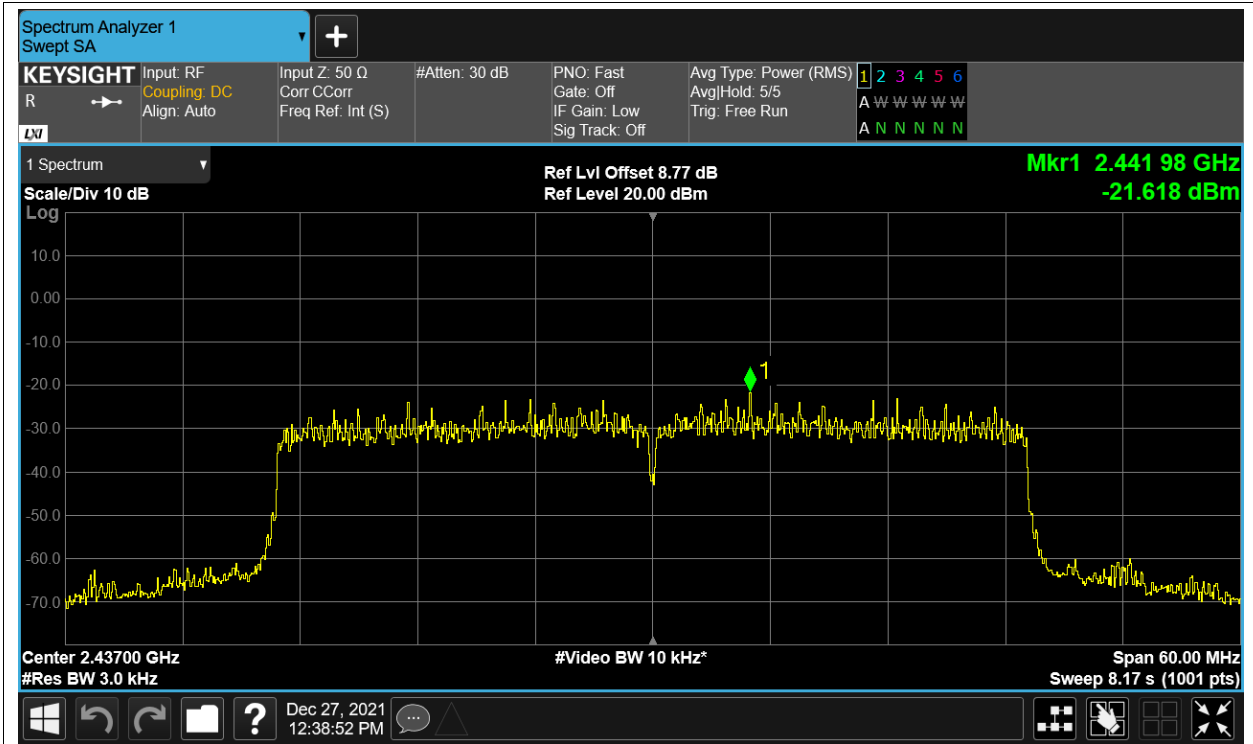 Spectrum Analyzer 1
Swept SA
+
KEYSIGHT
R
LXI
Input: RF
Coupling: DC
Align: Auto
Input Z: 50 Ω
Corr CCorr
Freq Ref: Int (S)
#Atten: 30 dB
PNO: Fast
Gate: Off
IF Gain: Low
Sig Track: Off
Avg Type: Power (RMS)
Avg|Hold: 5/5
Trig: Free Run
1 2 3 4 5 6
A W W W W W
A N N N N N
1 Spectrum
Scale/Div 10 dB
Log
Ref Lvl Offset 8.77 dB
Ref Level 20.00 dBm
Mkr1 2.441 98 GHz
-21.618 dBm
10.0
0.00
-10.0
-20.0
-30.0
-40.0
-50.0
-60.0
-70.0
1
Center 2.43700 GHz
#Res BW 3.0 kHz
#Video BW 10 kHz*
Span 60.00 MHz
Sweep 8.17 s (1001 pts)
?
Dec 27, 2021
12:38:52 PM